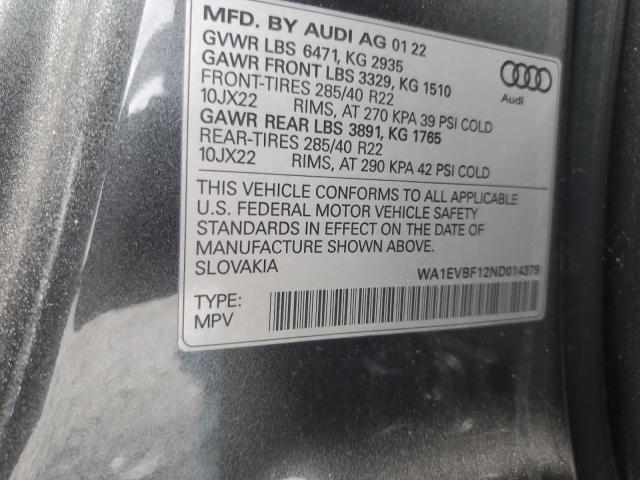 MFD. BY AUDI AG 01 22
GVWR LBS 6471, KG 2935
GAWR FRONT LBS 3329, KG 1510
FRONT-TIRES 285/40 R22
10JX22 RIMS, AT 270 KPA 39 PSI COLD
GAWR REAR LBS 3891, KG 1765
REAR-TIRES 285/40 R22
10JX22 RIMS, AT 290 KPA 42 PSI COLD
Audi
THIS VEHICLE CONFORMS TO ALL APPLICABLE
U.S. FEDERAL MOTOR VEHICLE SAFETY
STANDARDS IN EFFECT ON THE DATE OF
MANUFACTURE SHOWN ABOVE.
SLOVAKIA
WA1EVBF12ND014379
TYPE:
MPV